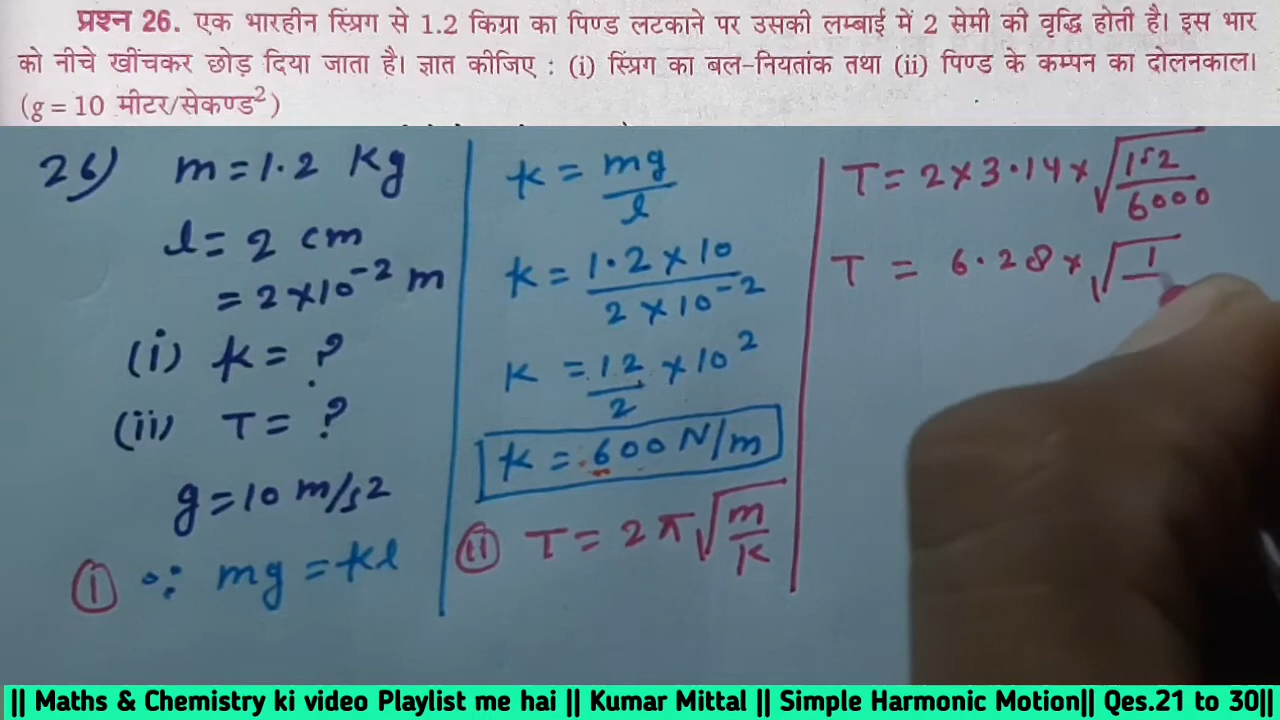 प्रश्न 26. एक भारहीन स्प्रिंग से 1.2 किग्रा का पिण्ड लटकाने पर उसकी लम्बाई में 2 सेमी की वृद्धि होती है। इस भार
को नीचे खींचकर छोड़ दिया जाता है। ज्ञात कीजिए : (i) स्प्रिंग का बल-नियतांक तथा (ii) पिण्ड के कम्पन का दोलनकाल।
(g = 10 मीटर/सेकण्ड²)
26) m = 1.2 Kg
l = 2 cm
= 2×10⁻² m
(i) K = ?
(ii) T = ?
g = 10 m/s2
(i) ∵ mg = kl
K = mg/l
K = 1.2 × 10 / 2 × 10⁻²
K = 12/2 × 10²
K = 600 N/m
(ii) T = 2π√m/K
T = 2×3.14×√152/6000
T = 6.28×√1/
|| Maths & Chemistry ki video Playlist me hai || Kumar Mittal || Simple Harmonic Motion|| Qes.21 to 30||